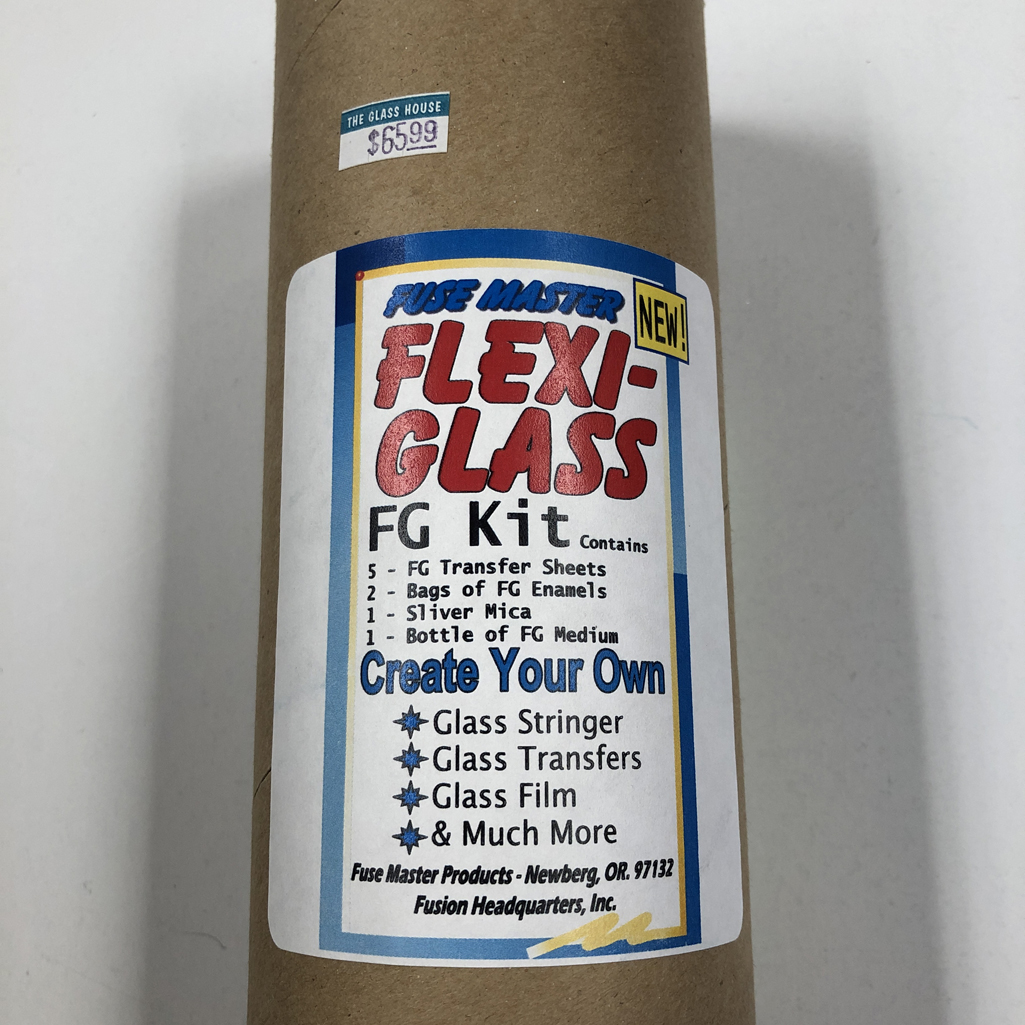 THE GLASS HOUSE
$65.99
FUSE MASTER
NEW!
FLEXI-
GLASS
FG Kit Contains
5 - FG Transfer Sheets
2 - Bags of FG Enamels
1 - Sliver Mica
1 - Bottle of FG Medium
Create Your Own
Glass Stringer
Glass Transfers
Glass Film
& Much More
Fuse Master Products - Newberg, OR. 97132
Fusion Headquarters, Inc.